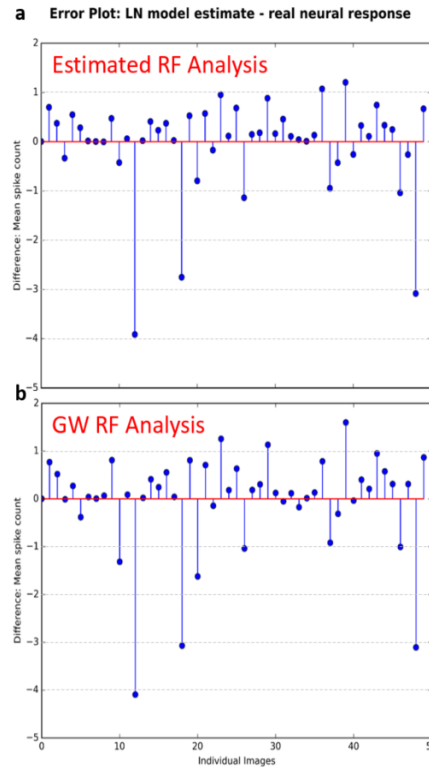 a Error Plot: LN model estimate - real neural response
Estimated RF Analysis
2
1
0
−1
−2
−3
−4
−5
Difference: Mean spike count
b
GW RF Analysis
2
1
0
−1
−2
−3
−4
−5
Difference: Mean spike count
0 10 20 30 40
Individual Images